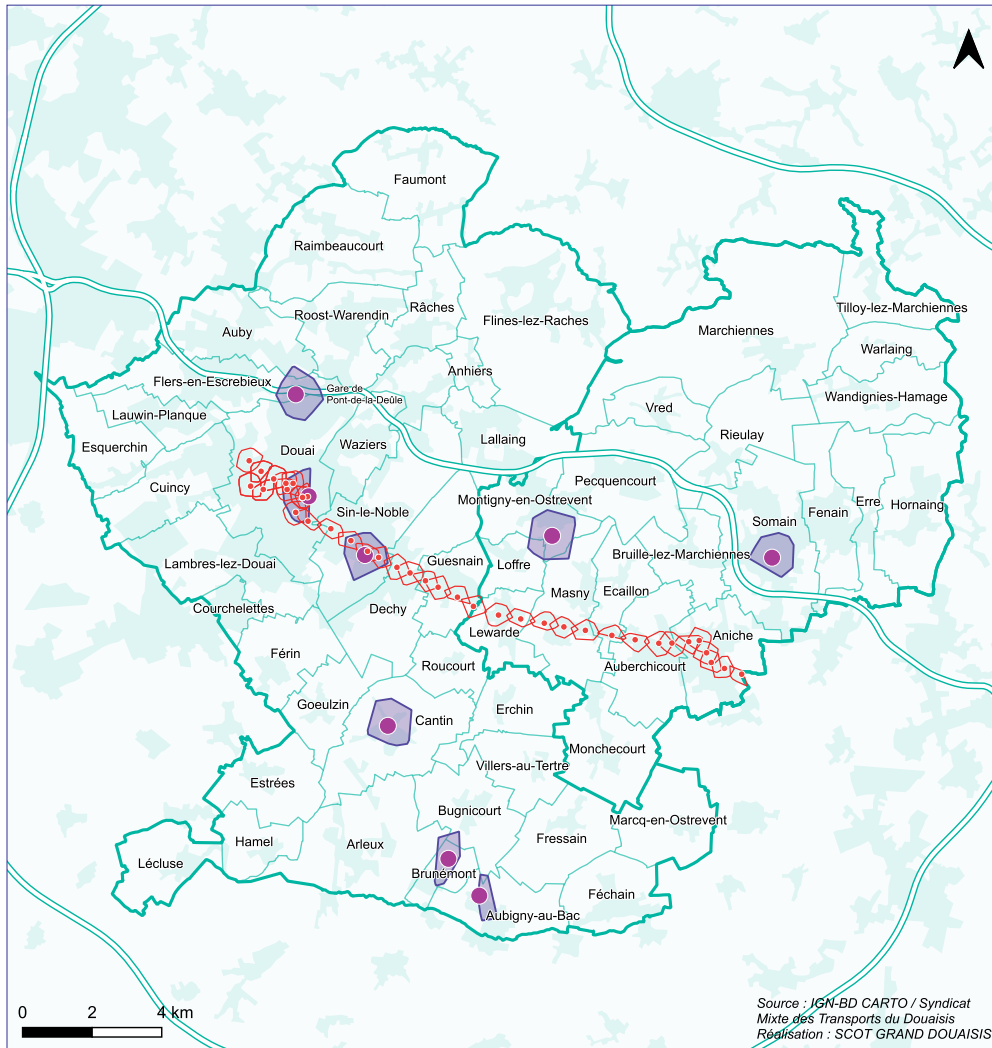 Faumont
Raimbeaucourt
Râches
Tilloy-lez-Marchiennes
Roost-Warendin
Flines-lez-Raches
Auby
Marchiennes
Warlaing
Anhiers
Flers-en-Escrebieux
Gare de
Pont-de-la-Deûle
Wandignies-Hamage
Lauwin-Planque
Vred
Rieulay
Esquerchin
Douai
Waziers
Lallaing
Cuincy
Pecquencourt
Montigny-en-Ostrevent
Erre
Hornaing
Sin-le-Noble
Fenain
Somain
Lambres-lez-Douai
Guesnain
Loffre
Bruille-lez-Marchiennes
Masny
Ecaillon
Courchelettes
Dechy
Lewarde
Aniche
Férin
Roucourt
Auberchicourt
Goeulzin
Cantin
Erchin
Monchecourt
Villers-au-Tertre
Estrées
Bugnicourt
Marcq-en-Ostrevent
Hamel
Arleux
Fressain
Lécluse
Brunémont
Féchain
Aubigny-au-Bac
0 2 4 km
Source : IGN-BD CARTO / Syndicat
Mixte des Transports du Douaisis
Réalisation : SCOT GRAND DOUAISIS